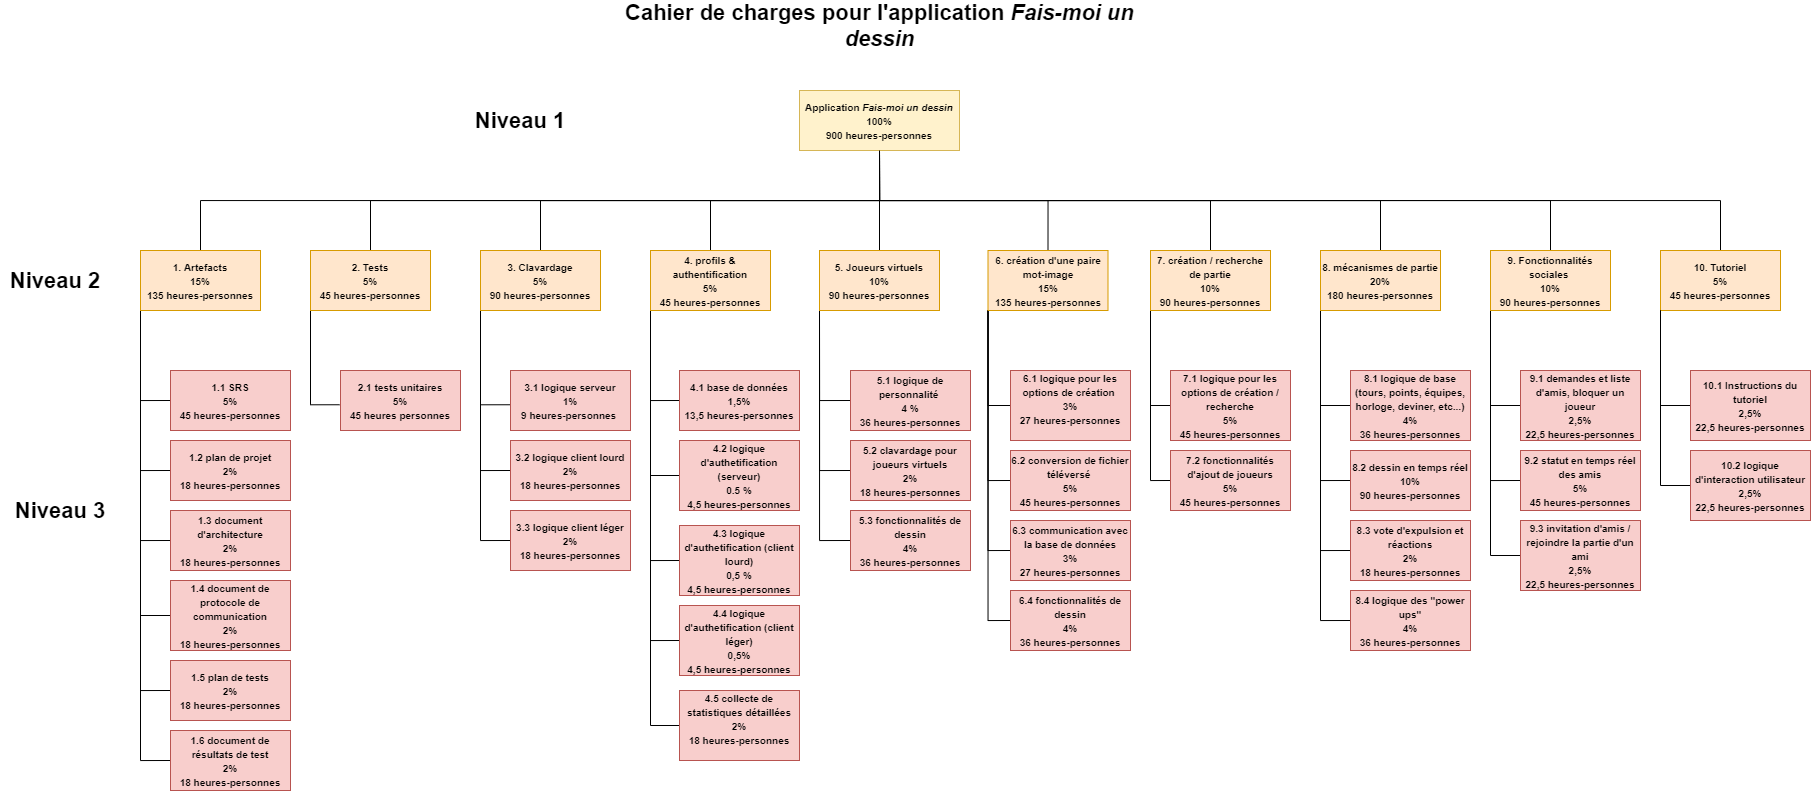 Cahier de charges pour l'application Fais-moi un
dessin
Niveau 1
Application Fais-moi un dessin
100%
900 heures-personnes
Niveau 2
1. Artefacts
15%
135 heures-personnes
2. Tests
5%
45 heures-personnes
3. Clavardage
5%
90 heures-personnes
4. profils &
authentification
5%
45 heures-personnes
5. Joueurs virtuels
10%
90 heures-personnes
6. création d'une paire
mot-image
15%
135 heures-personnes
7. création / recherche
de partie
10%
90 heures-personnes
8. mécanismes de partie
20%
180 heures-personnes
9. Fonctionnalités
sociales
10%
90 heures-personnes
10. Tutoriel
5%
45 heures-personnes
Niveau 3
1.1 SRS
5%
45 heures-personnes
1.2 plan de projet
2%
18 heures-personnes
1.3 document
d'architecture
2%
18 heures-personnes
1.4 document de
protocole de
communication
2%
18 heures-personnes
1.5 plan de tests
2%
18 heures-personnes
1.6 document de
résultats de test
2%
18 heures-personnes
2.1 tests unitaires
5%
45 heures personnes
3.1 logique serveur
1%
9 heures-personnes
3.2 logique client lourd
2%
18 heures-personnes
3.3 logique client léger
2%
18 heures-personnes
4.1 base de données
1,5%
13,5 heures-personnes
4.2 logique
d'authetification
(serveur)
0.5 %
4,5 heures-personnes
4.3 logique
d'authetification (client
lourd)
0,5 %
4,5 heures-personnes
4.4 logique
d'authetification (client
léger)
0,5%
4,5 heures-personnes
4.5 collecte de
statistiques détaillées
2%
18 heures-personnes
5.1 logique de
personnalité
4 %
36 heures-personnes
5.2 clavardage pour
joueurs virtuels
2%
18 heures-personnes
5.3 fonctionnalités de
dessin
4%
36 heures-personnes
6.1 logique pour les
options de création
3%
27 heures-personnes
6.2 conversion de fichier
téléversé
5%
45 heures-personnes
6.3 communication avec
la base de données
3%
27 heures-personnes
6.4 fonctionnalités de
dessin
4%
36 heures-personnes
7.1 logique pour les
options de création /
recherche
5%
45 heures-personnes
7.2 fonctionnalités
d'ajout de joueurs
5%
45 heures-personnes
8.1 logique de base
(tours, points, équipes,
horloge, deviner, etc...)
4%
36 heures-personnes
8.2 dessin en temps réel
10%
90 heures-personnes
8.3 vote d'expulsion et
réactions
2%
18 heures-personnes
8.4 logique des "power
ups"
4%
36 heures-personnes
9.1 demandes et liste
d'amis, bloquer un
joueur
2,5%
22,5 heures-personnes
9.2 statut en temps réel
des amis
5%
45 heures-personnes
9.3 invitation d'amis /
rejoindre la partie d'un
ami
2,5%
22,5 heures-personnes
10.1 Instructions du
tutoriel
2,5%
22,5 heures-personnes
10.2 logique
d'interaction utilisateur
2,5%
22,5 heures-personnes